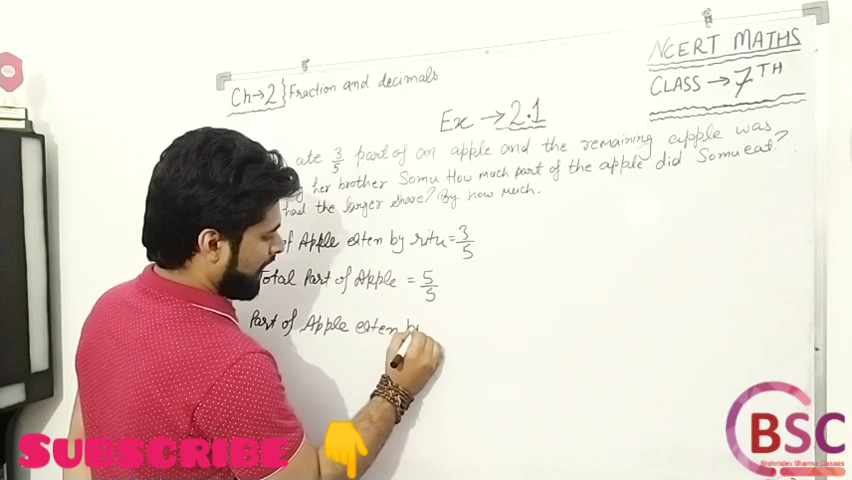 NCERT MATHS
CLASS → 7TH
Ch→2} Fraction and decimals
Ex → 2.1
ate 3/5 part of an apple and the remaining apple was
her brother Somu How much part of the apple did Somu eat?
had the larger share? By how much.
of Apple eaten by ritu = 3/5
Total Part of Apple = 5/5
Part of Apple eaten by
SUBSCRIBE
BSC
Brahmdev Sharma Classes